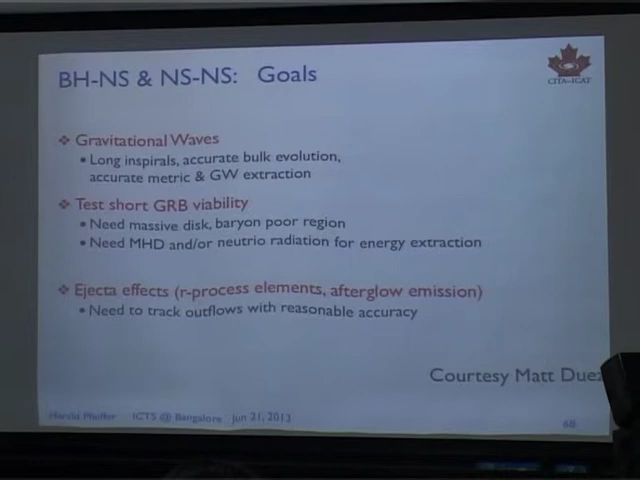 BH-NS & NS-NS: Goals
CITA-ICAT
❖ Gravitational Waves
• Long inspirals, accurate bulk evolution,
accurate metric & GW extraction
❖ Test short GRB viability
• Need massive disk, baryon poor region
• Need MHD and/or neutrio radiation for energy extraction
❖ Ejecta effects (r-process elements, afterglow emission)
• Need to track outflows with reasonable accuracy
Courtesy Matt Duez
Harald Pfeiffer ICTS @ Bangalore Jun 21, 2013
68